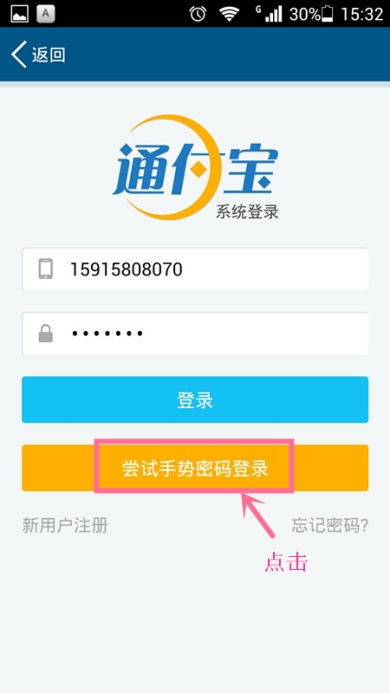 A
G
30%
15:32
返回
通付宝
系统登录
15915808070
•••••••
登录
尝试手势密码登录
新用户注册
忘记密码?
点击